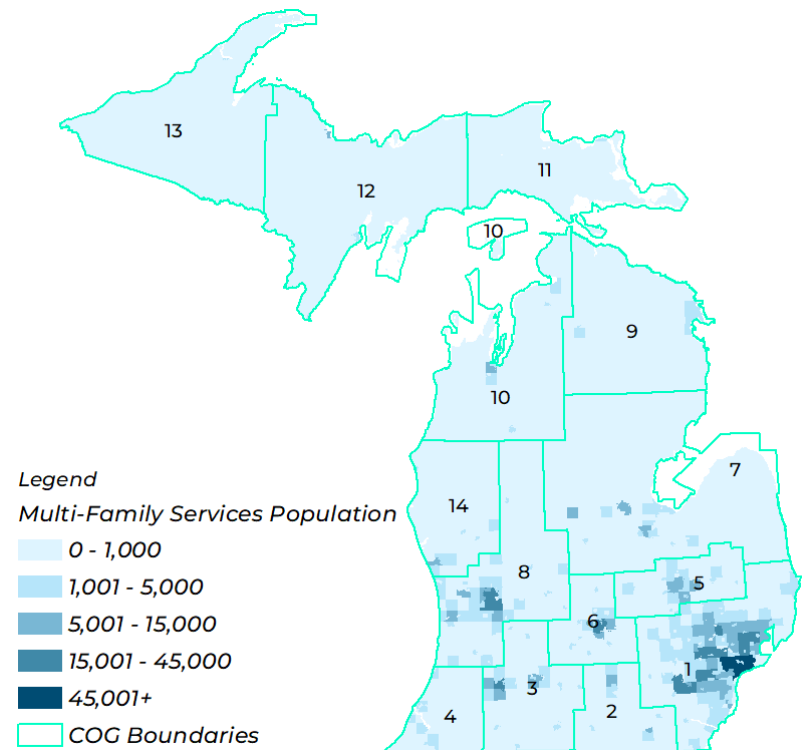 13
12
11
10
9
10
7
14
8
5
6
1
3
4
2
Legend
Multi-Family Services Population
0 - 1,000
1,001 - 5,000
5,001 - 15,000
15,001 - 45,000
45,001+
COG Boundaries